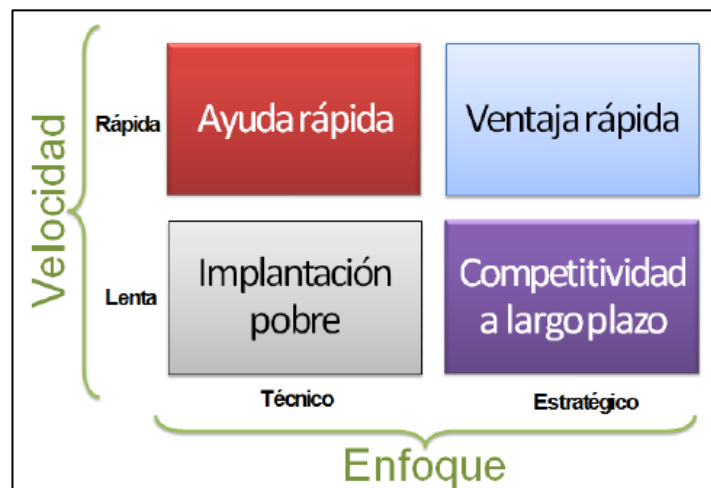 Velocidad
Rápida
Ayuda rápida
Ventaja rápida
Lenta
Implantación
pobre
Competitividad
a largo plazo
Técnico
Estratégico
Enfoque